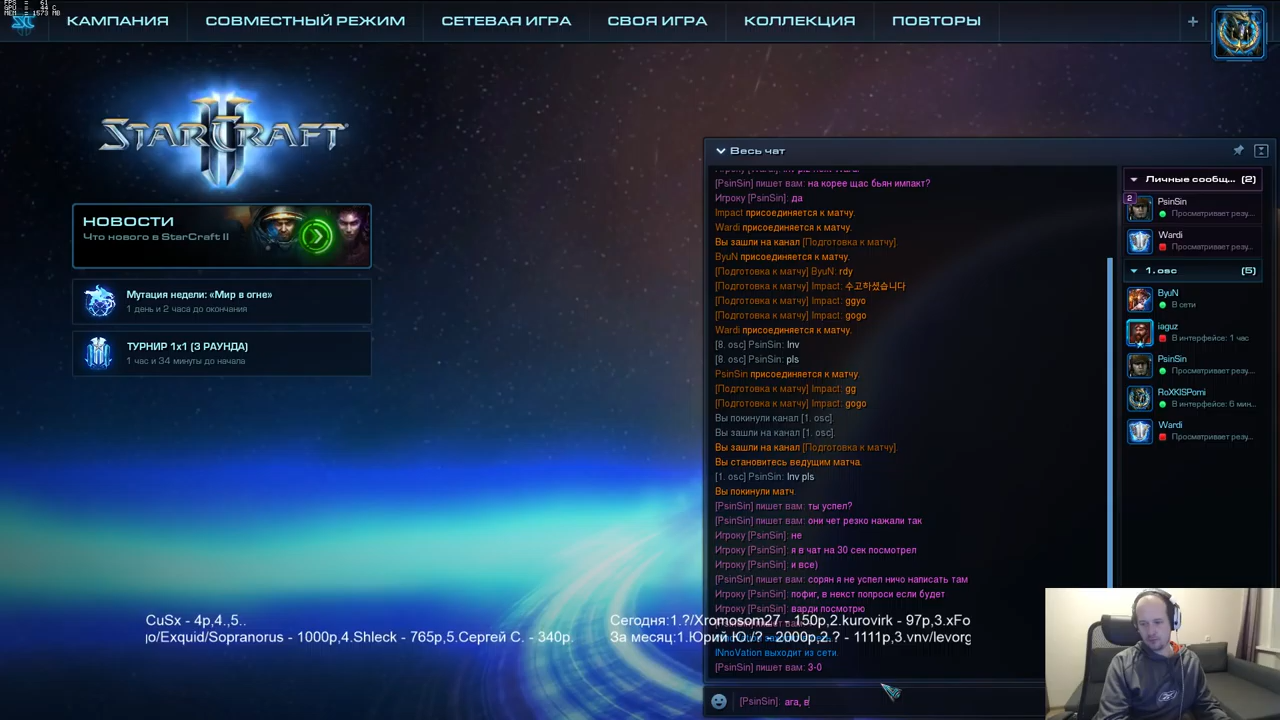 FPS = 61
GPU = 44 C
MEM = 1573 MB
КАМПАНИЯ
СОВМЕСТНЫЙ РЕЖИМ
СЕТЕВАЯ ИГРА
СВОЯ ИГРА
КОЛЛЕКЦИЯ
ПОВТОРЫ
STARCRAFT
II
НОВОСТИ
Что нового в StarCraft II
Мутация недели: «Мир в огне»
1 день и 2 часа до окончания
ТУРНИР 1x1 (3 РАУНДА)
1 час и 34 минуты до начала
Весь чат
[PsinSin] пишет вам: на корее щас бьян импакт?
Игроку [PsinSin]: да
Impact присоединяется к матчу.
Wardi присоединяется к матчу.
Вы зашли на канал [Подготовка к матчу].
ByuN присоединяется к матчу.
[Подготовка к матчу] ByuN: rdy
[Подготовка к матчу] Impact: 수고하셨습니다
[Подготовка к матчу] Impact: ggyo
[Подготовка к матчу] Impact: gogo
Wardi присоединяется к матчу.
[8. osc] PsinSin: Inv
[8. osc] PsinSin: pls
PsinSin присоединяется к матчу.
[Подготовка к матчу] Impact: gg
[Подготовка к матчу] Impact: gogo
Вы покинули канал [1. osc].
Вы зашли на канал [1. osc].
Вы зашли на канал [Подготовка к матчу].
Вы становитесь ведущим матча.
[1. osc] PsinSin: Inv pls
Вы покинули матч.
[PsinSin] пишет вам: ты успел?
[PsinSin] пишет вам: они чет резко нажали так
Игроку [PsinSin]: не
Игроку [PsinSin]: я в чат на 30 сек посмотрел
Игроку [PsinSin]: и все)
[PsinSin] пишет вам: сорян я не успел ничо написать там
Игроку [PsinSin]: пофиг, в некст попроси если будет
Игроку [PsinSin]: варди посмотрю
INnoVation выходит из сети.
[PsinSin] пишет вам: 3-0
[PsinSin]: ага, в
Личные сообщ... (2)
2
PsinSin
Просматривает резу...
Wardi
Просматривает резу...
1. osc (5)
ByuN
В сети
iaguz
В интерфейсе: 1 час
PsinSin
Просматривает резу...
RoXKISPomi
В интерфейсе: 6 мин...
Wardi
Просматривает резу...
CuSx - 4р,4.,5..
ɡо/Exquid/Sopranorus - 1000р,4.Shleck - 765р,5.Сергей С. - 340р.
Сегодня:1.?/Xromosom27 - 150р,2.kurovirk - 97р,3.xFo
За месяц:1.Юрий Ю./? - 2000р,2.? - 1111р,3.vnv/levorg